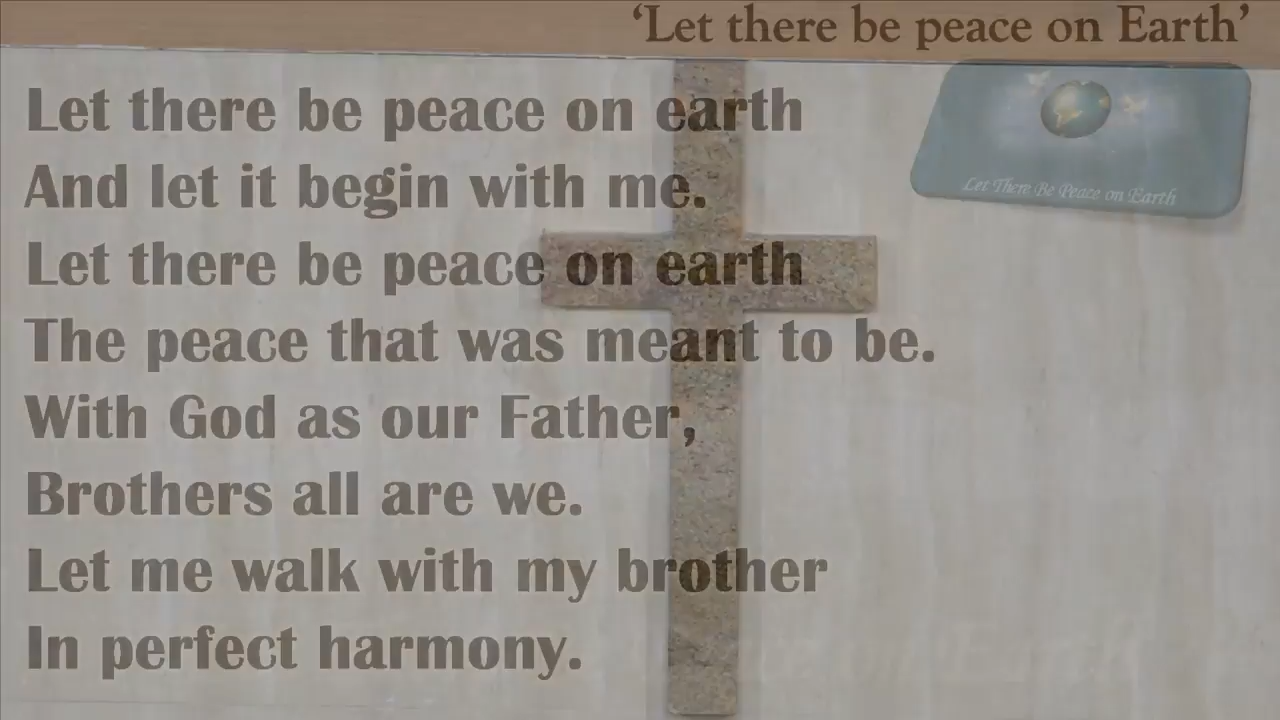 ‘Let there be peace on Earth’
Let there be peace on earth
And let it begin with me.
Let there be peace on earth
The peace that was meant to be.
With God as our Father,
Brothers all are we.
Let me walk with my brother
In perfect harmony.
Let There Be Peace on Earth